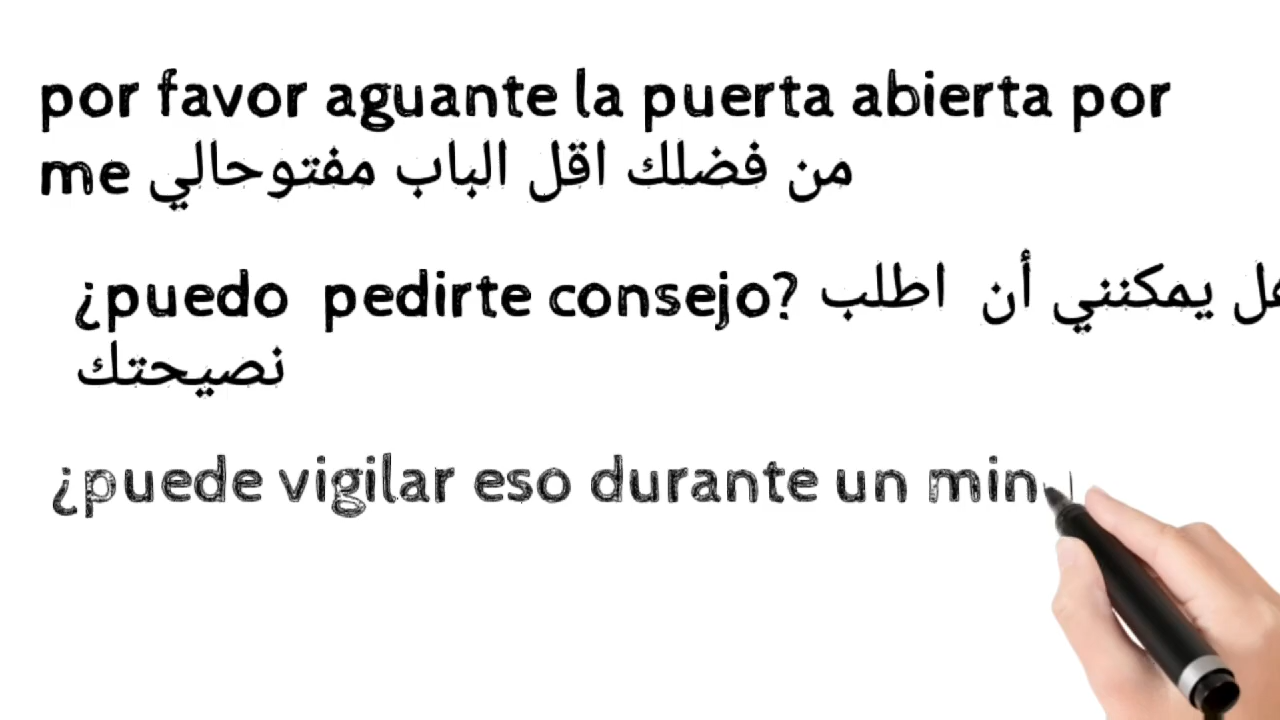 por favor aguante la puerta abierta por
me من فضلك اقل الباب مفتوحالي
¿puedo pedirte consejo? هل يمكنني أن اطلب
نصيحتك
¿puede vigilar eso durante un min